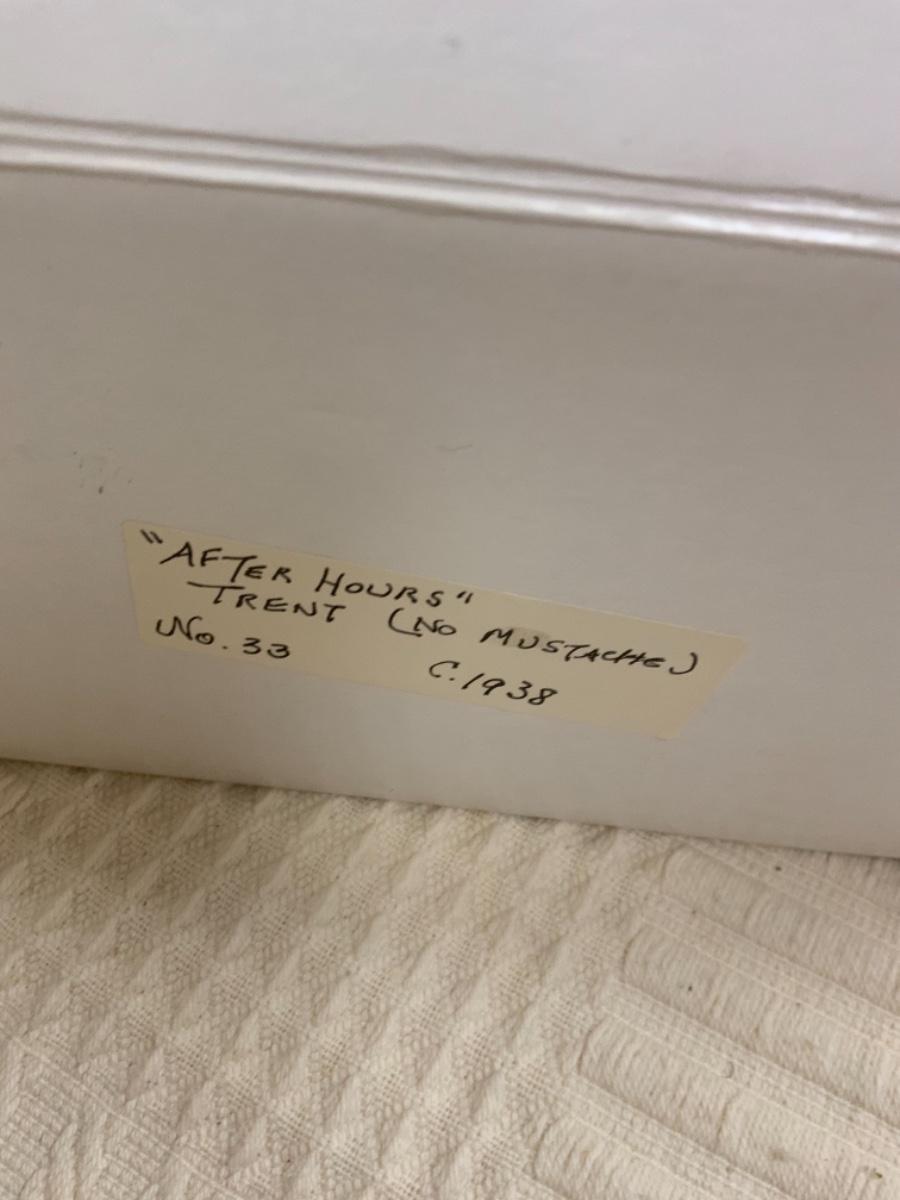 "AFTER HOURS"
TRENT (NO MUSTACHE)
No. 33
C. 1938